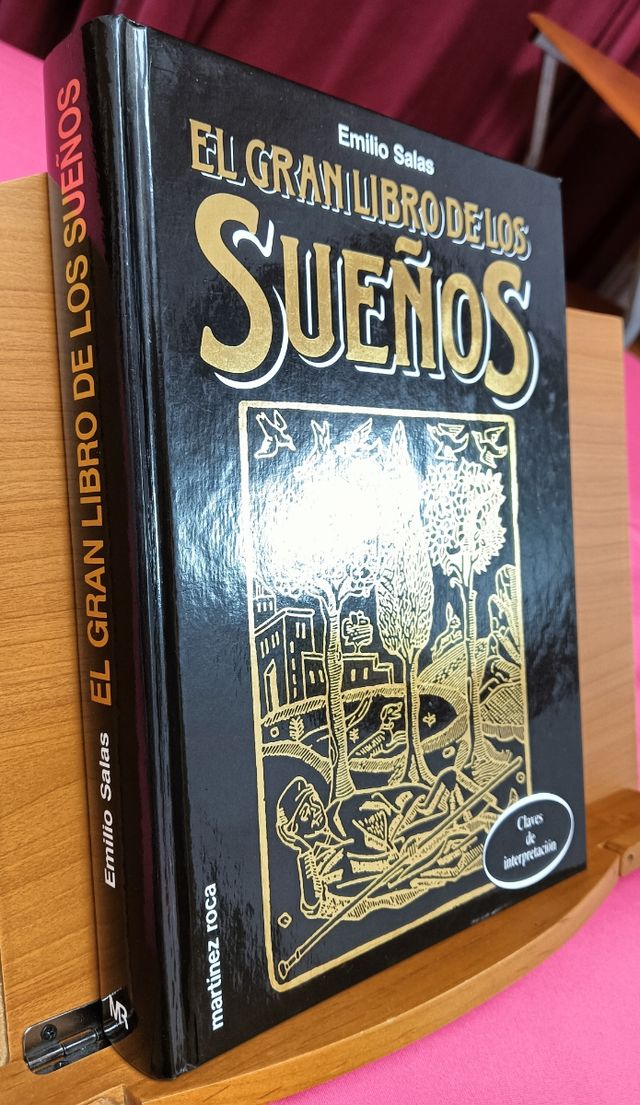 Emilio Salas
EL GRAN LIBRO DE LOS
SUEÑOS
Claves
de
interpretación
martínez roca
Emilio Salas EL GRAN LIBRO DE LOS SUEÑOS
MR